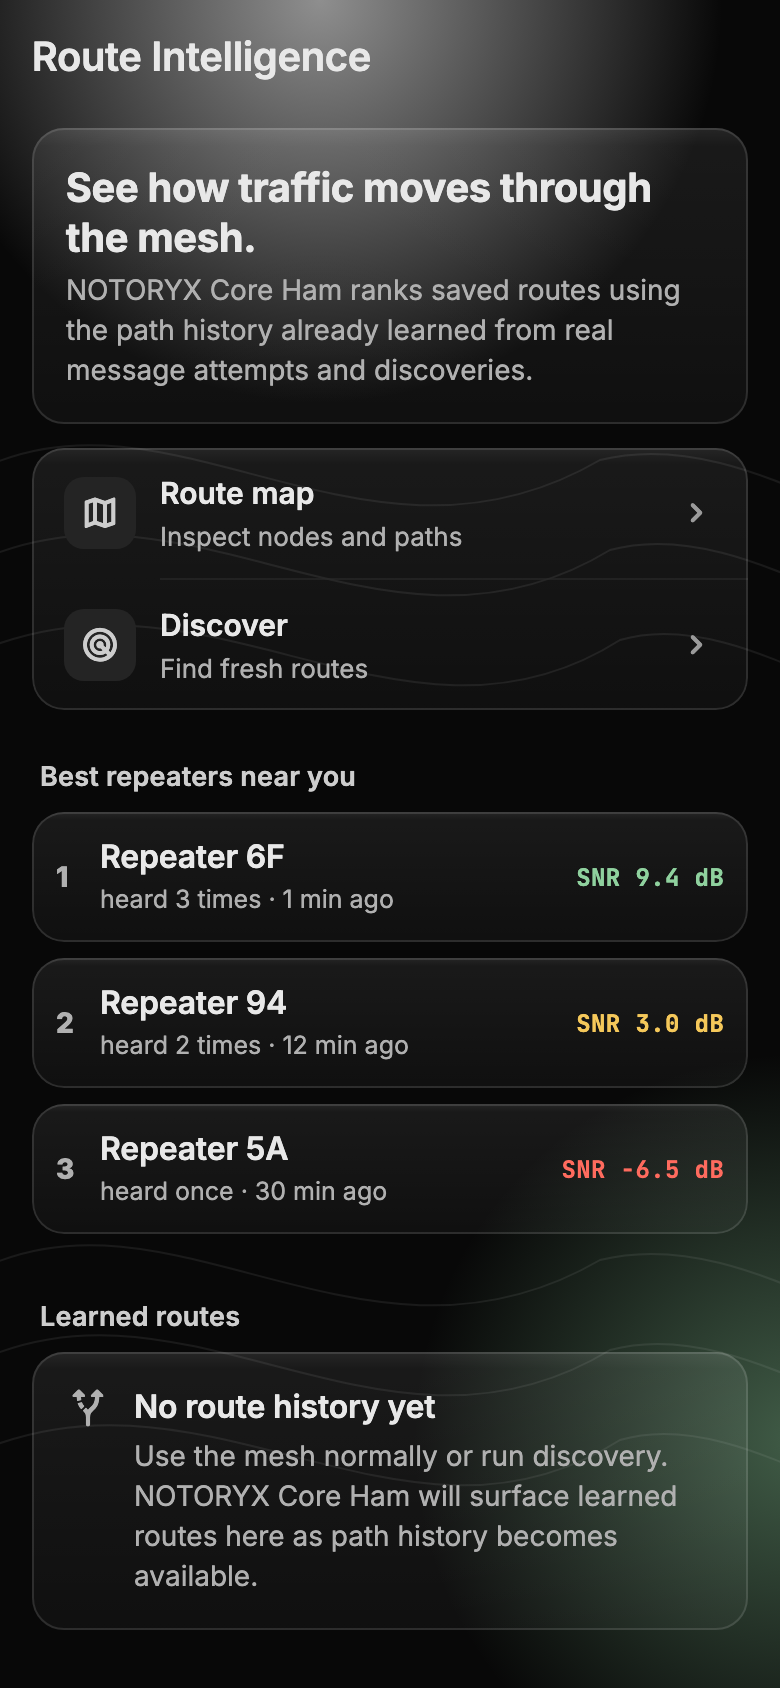 Route Intelligence
See how traffic moves through
the mesh.
NOTORYX Core Ham ranks saved routes using
the path history already learned from real
message attempts and discoveries.
Route map
Inspect nodes and paths
Discover
Find fresh routes
Best repeaters near you
1
Repeater 6F
heard 3 times · 1 min ago
SNR 9.4 dB
2
Repeater 94
heard 2 times · 12 min ago
SNR 3.0 dB
3
Repeater 5A
heard once · 30 min ago
SNR -6.5 dB
Learned routes
No route history yet
Use the mesh normally or run discovery.
NOTORYX Core Ham will surface learned
routes here as path history becomes
available.